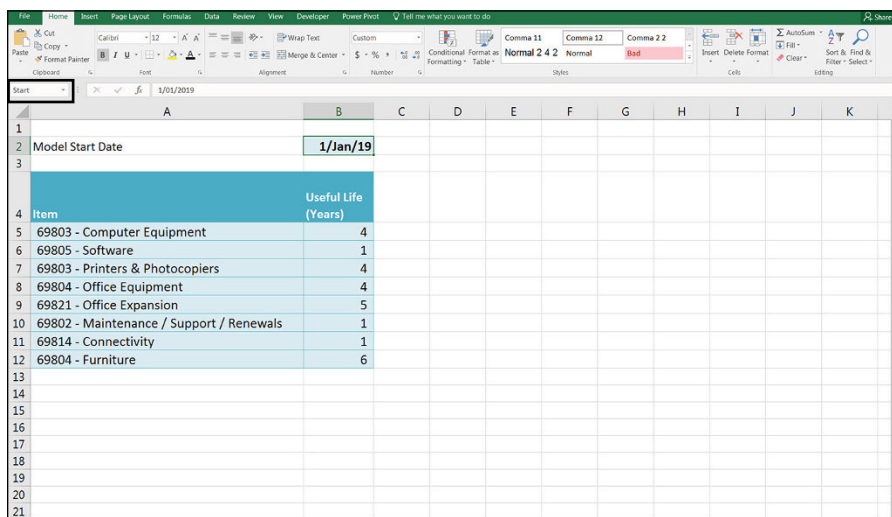 File Home Insert Page Layout Formulas Data Review View Developer Power Pivot Tell me what you want to do Share
Cut Calibri 12 A A Wrap Text Custom Comma 11 Comma 12 Comma 2 2 AutoSum
Copy Fill
Paste Format Painter B I U A Merge & Center $ % , Conditional Format as Normal 2 4 2 Normal Bad Insert Delete Format Clear Sort & Find &
Formatting Table Filter Select
Clipboard Font Alignment Number Styles Cells Editing
Start fx 1/01/2019
A B C D E F G H I J K
1
2 Model Start Date 1/Jan/19
3
4 Item Useful Life (Years)
5 69803 - Computer Equipment 4
6 69805 - Software 1
7 69803 - Printers & Photocopiers 4
8 69804 - Office Equipment 4
9 69821 - Office Expansion 5
10 69802 - Maintenance / Support / Renewals 1
11 69814 - Connectivity 1
12 69804 - Furniture 6
13
14
15
16
17
18
19
20
21